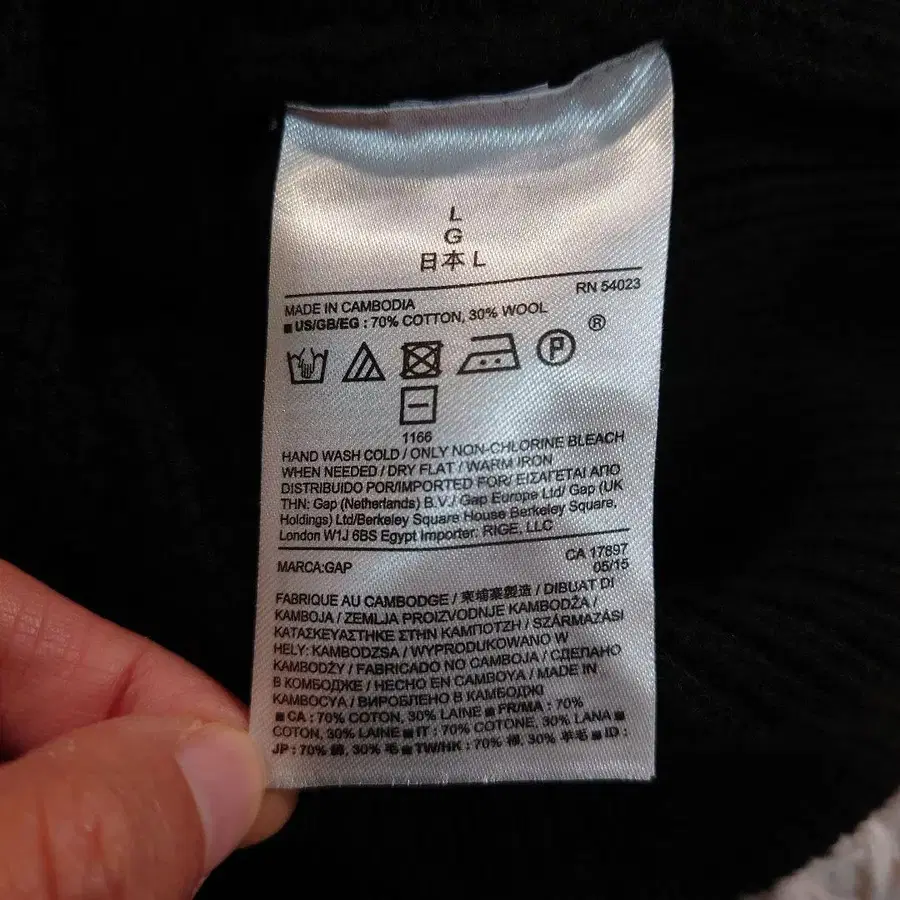 L
G
日本 L
RN 54023
MADE IN CAMBODIA
■ US/GB/EG : 70% COTTON, 30% WOOL
P ®
1166
HAND WASH COLD / ONLY NON-CHLORINE BLEACH
WHEN NEEDED / DRY FLAT / WARM IRON
DISTRIBUIDO POR/IMPORTED FOR/ ΕΙΣΑΓΕΤΑΙ ΑΠΟ
ΤΗΝ: Gap (Netherlands) B.V./ Gap Europe Ltd/ Gap (UK
Holdings) Ltd/Berkeley Square House Berkeley Square,
London W1J 6BS Egypt Importer: RIGE, LLC
CA 17897
MARCA:GAP
05/15
FABRIQUE AU CAMBODGE / 柬埔寨製造 / DIBUAT DI
KAMBOJA / ZEMLJA PROIZVODNJE KAMBODŽA /
ΚΑΤΑΣΚΕΥΑΣΤΗΚΕ ΣΤΗΝ ΚΑΜΠΟΤΖΗ / SZÁRMAZÁSI
HELY: KAMBODZSA / WYPRODUKOWANO W
KAMBODŻY / FABRICADO NO CAMBOJA / СДЕЛАНО
В КОМБОДЖЕ / HECHO EN CAMBOYA / MADE IN
KAMBOCYA / ВИРОБЛЕНО В КАМБОДЖІ
■ CA : 70% COTON, 30% LAINE ■ FR/MA : 70%
COTON, 30% LAINE ■ IT : 70% COTONE, 30% LANA ■
JP : 70% 綿, 30% 毛 ■ TW/HK : 70% 棉, 30% 羊毛 ■ ID :